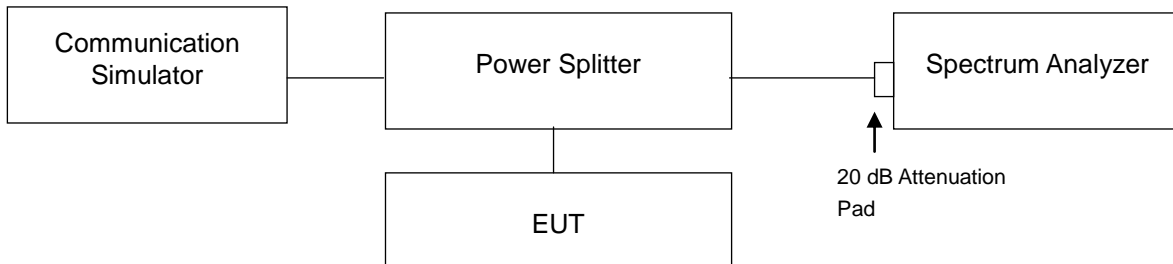 Communication
Simulator
Power Splitter
Spectrum Analyzer
20 dB Attenuation
Pad
EUT